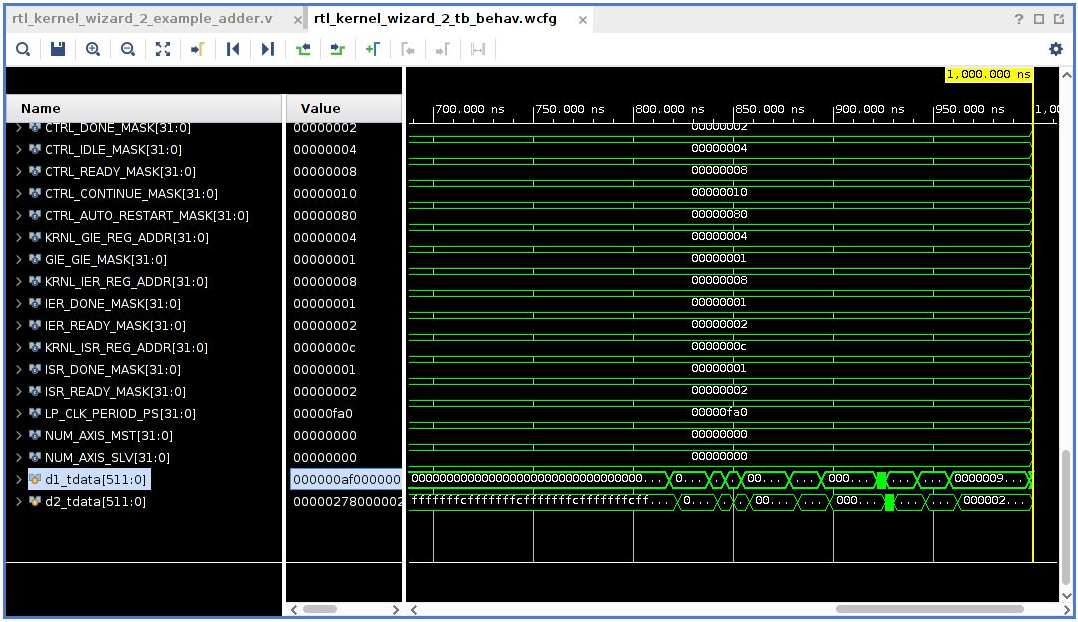 rtl_kernel_wizard_2_example_adder.v × rtl_kernel_wizard_2_tb_behav.wcfg ×
?
1,000.000 ns
Name Value 700.000 ns 750.000 ns 800.000 ns 850.000 ns 900.000 ns 950.000 ns 1,0
CTRL_DONE_MASK[31:0] 00000002 00000002
CTRL_IDLE_MASK[31:0] 00000004 00000004
CTRL_READY_MASK[31:0] 00000008 00000008
CTRL_CONTINUE_MASK[31:0] 00000010 00000010
CTRL_AUTO_RESTART_MASK[31:0] 00000080 00000080
KRNL_GIE_REG_ADDR[31:0] 00000004 00000004
GIE_GIE_MASK[31:0] 00000001 00000001
KRNL_IER_REG_ADDR[31:0] 00000008 00000008
IER_DONE_MASK[31:0] 00000001 00000001
IER_READY_MASK[31:0] 00000002 00000002
KRNL_ISR_REG_ADDR[31:0] 0000000c 0000000c
ISR_DONE_MASK[31:0] 00000001 00000001
ISR_READY_MASK[31:0] 00000002 00000002
LP_CLK_PERIOD_PS[31:0] 00000fa0 00000fa0
NUM_AXIS_MST[31:0] 00000000 00000000
NUM_AXIS_SLV[31:0] 00000000 00000000
d1_tdata[511:0] 000000af000000 0... 00... 000... 0000009...
d2_tdata[511:0] 00000278000002 0... 00... 000... 000002...